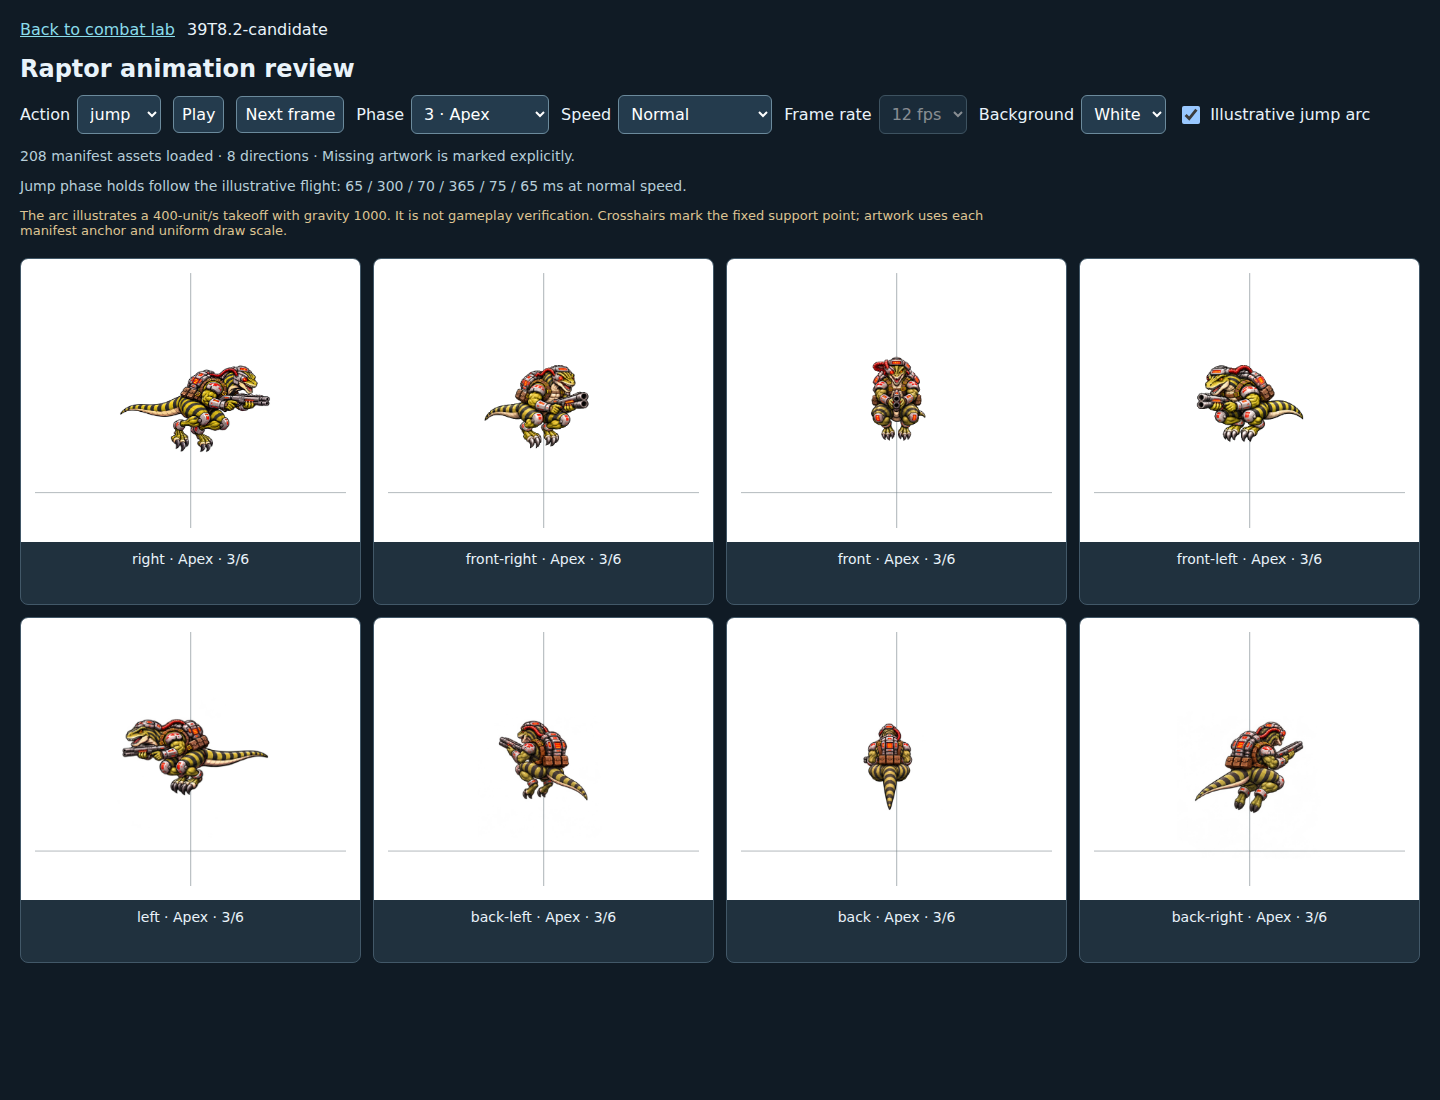 Back to combat lab 39T8.2-candidate
Raptor animation review
Action jump Play Next frame Phase 3 · Apex Speed Normal Frame rate 12 fps Background White Illustrative jump arc
208 manifest assets loaded · 8 directions · Missing artwork is marked explicitly.
Jump phase holds follow the illustrative flight: 65 / 300 / 70 / 365 / 75 / 65 ms at normal speed.
The arc illustrates a 400-unit/s takeoff with gravity 1000. It is not gameplay verification. Crosshairs mark the fixed support point; artwork uses each
manifest anchor and uniform draw scale.
right · Apex · 3/6
front-right · Apex · 3/6
front · Apex · 3/6
front-left · Apex · 3/6
left · Apex · 3/6
back-left · Apex · 3/6
back · Apex · 3/6
back-right · Apex · 3/6